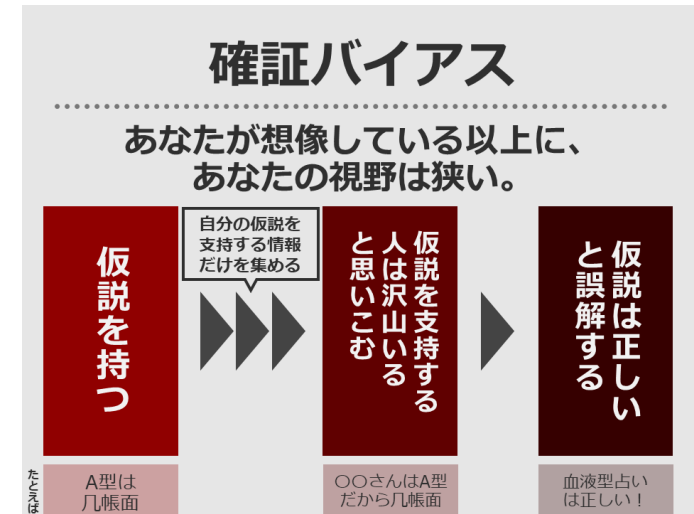 確証バイアス
あなたが想像している以上に、
あなたの視野は狭い。
仮説を持つ
自分の仮説を
支持する情報
だけを集める
仮説を支持する
人は沢山いる
と思いこむ
仮説は正しい
と誤解する
たとえば
A型は
几帳面
〇〇さんはA型
だから几帳面
血液型占い
は正しい！